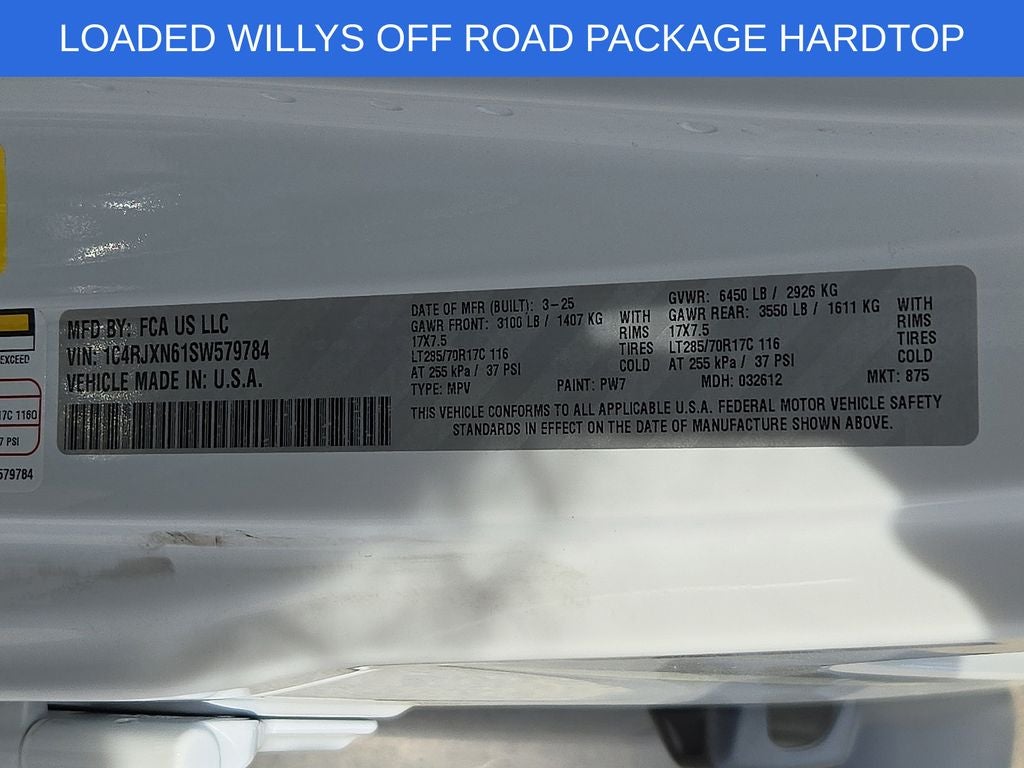 LOADED WILLYS OFF ROAD PACKAGE HARDTOP
MFD BY: FCA US LLC
VIN: 1C4RJXN61SW579784
VEHICLE MADE IN: U.S.A.
DATE OF MFR (BUILT): 3-25
GAWR FRONT: 3100 LB / 1407 KG WITH
17X7.5 RIMS
LT285/70R17C 116 TIRES
AT 255 kPa / 37 PSI COLD
TYPE: MPV PAINT: PW7
GVWR: 6450 LB / 2926 KG
GAWR REAR: 3550 LB / 1611 KG WITH
17X7.5 RIMS
LT285/70R17C 116 TIRES
AT 255 kPa / 37 PSI COLD
MDH: 032612 MKT: 875
THIS VEHICLE CONFORMS TO ALL APPLICABLE U.S.A. FEDERAL MOTOR VEHICLE SAFETY
STANDARDS IN EFFECT ON THE DATE OF MANUFACTURE SHOWN ABOVE.
EXCEED
17C 116Q
7 PSI
579784